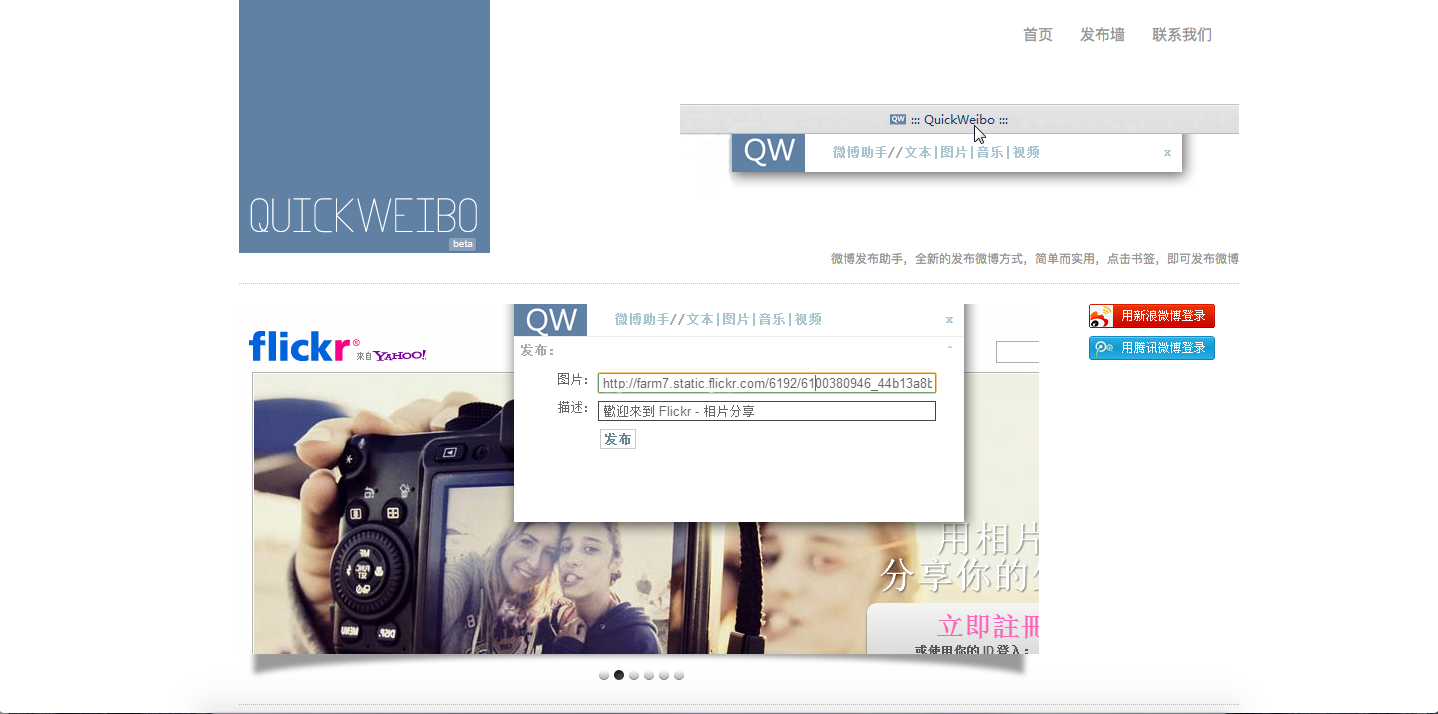 首页 发布墙 联系我们
QW ::: QuickWeibo :::
QW 微博助手//文本|图片|音乐|视频 x
QUICKWEIBO
beta
微博发布助手，全新的发布微博方式，简单而实用，点击书签，即可发布微博
QW 微博助手//文本|图片|音乐|视频 x
用新浪微博登录
flickr® 來自 YAHOO!
发布：
用腾讯微博登录
图片： http://farm7.static.flickr.com/6192/6100380946_44b13a8b
描述： 歡迎來到 Flickr - 相片分享
发布
用相片
分享你的
立即註冊
或使用你的 ID 登入：
MENU
DISP.